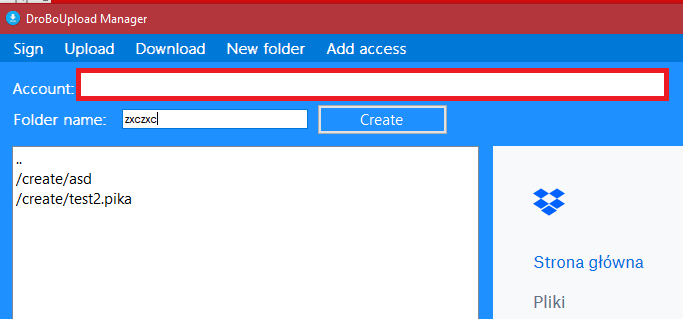 DroBoUpload Manager
Sign Upload Download New folder Add access
Account:
Folder name: zxczxc Create
..
/create/asd
/create/test2.pika
Strona główna
Pliki